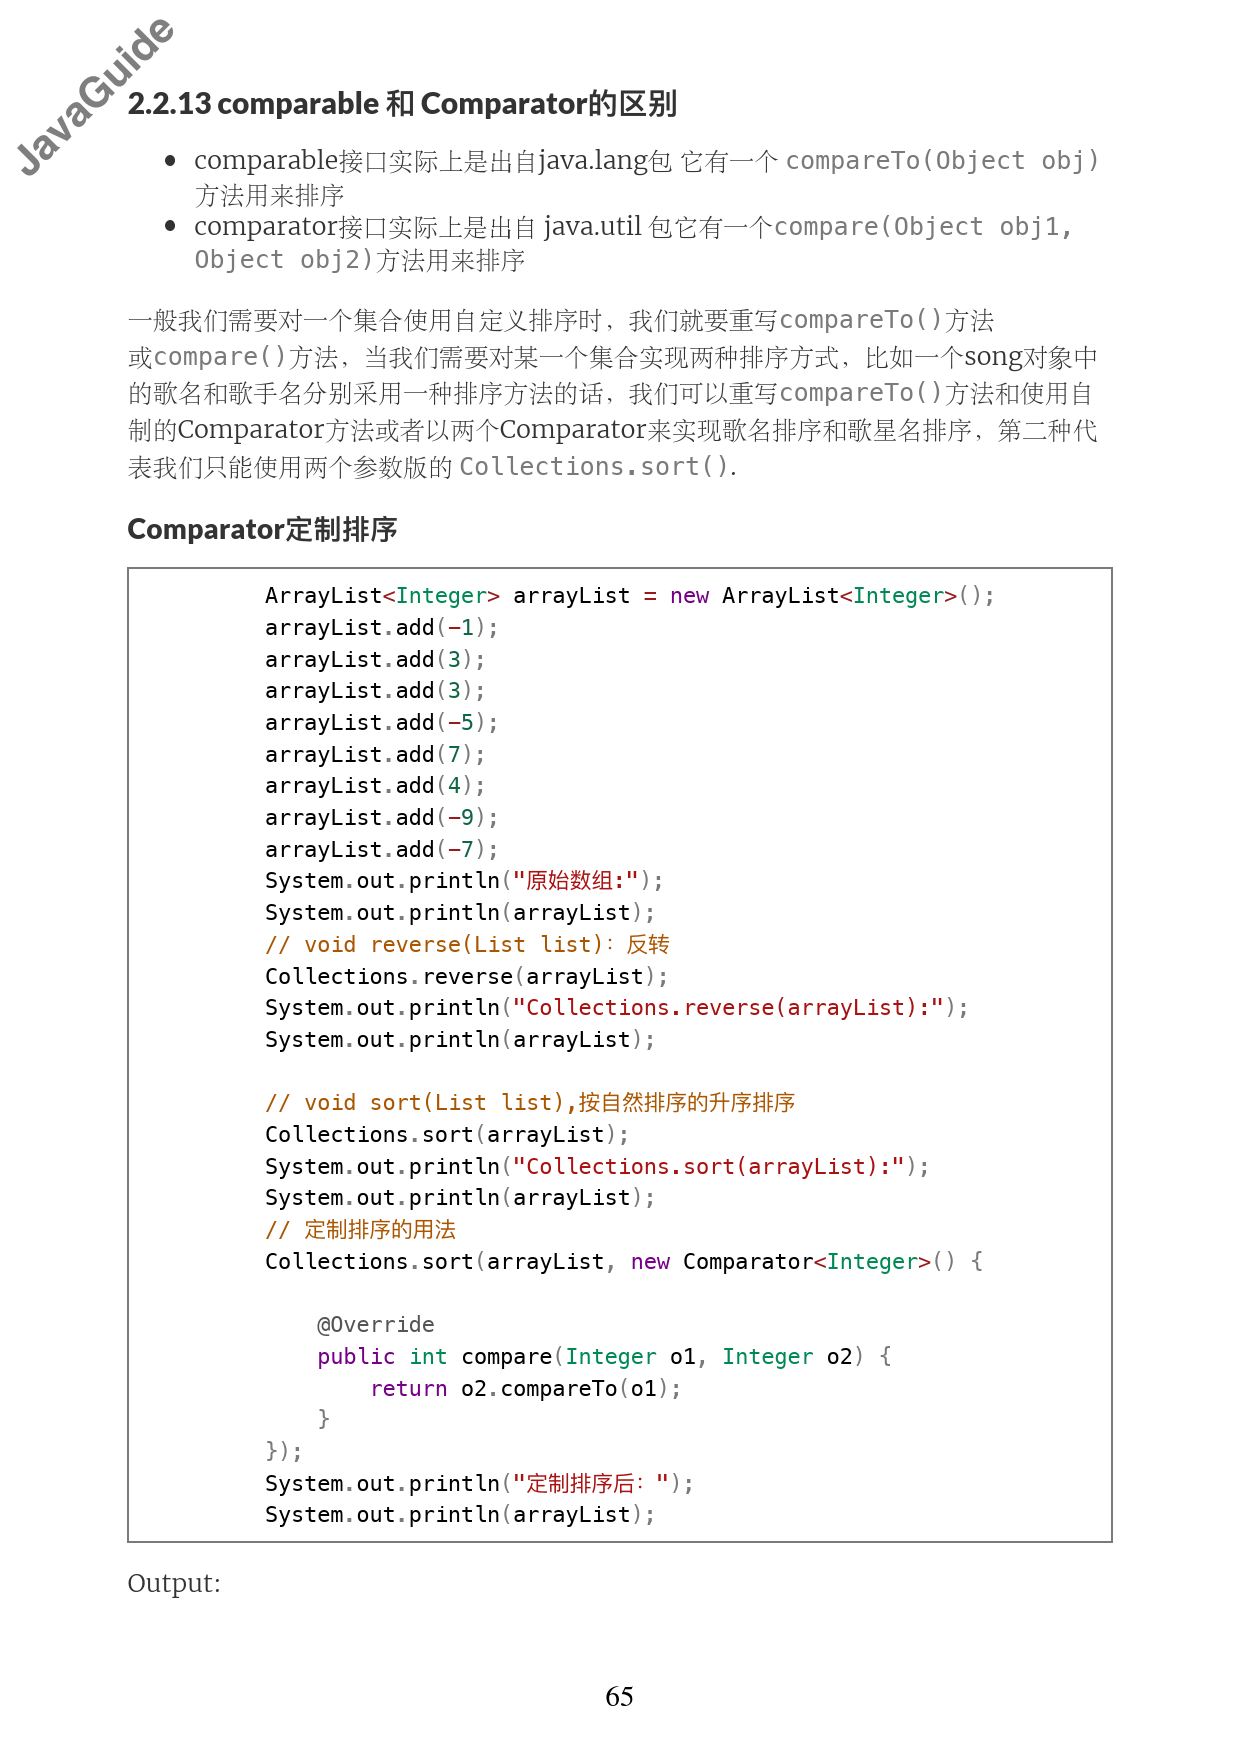 JavaGuide
2.2.13 comparable 和 Comparator的区别
comparable接口实际上是出自java.lang包 它有一个 compareTo(Object obj)
方法用来排序
comparator接口实际上是出自 java.util 包它有一个compare(Object obj1,
Object obj2)方法用来排序
一般我们需要对一个集合使用自定义排序时，我们就要重写compareTo()方法
或compare()方法，当我们需要对某一个集合实现两种排序方式，比如一个song对象中
的歌名和歌手名分别采用一种排序方法的话，我们可以重写compareTo()方法和使用自
制的Comparator方法或者以两个Comparator来实现歌名排序和歌星名排序，第二种代
表我们只能使用两个参数版的 Collections.sort().
Comparator定制排序
ArrayList<Integer> arrayList = new ArrayList<Integer>();
arrayList.add(-1);
arrayList.add(3);
arrayList.add(3);
arrayList.add(-5);
arrayList.add(7);
arrayList.add(4);
arrayList.add(-9);
arrayList.add(-7);
System.out.println("原始数组:");
System.out.println(arrayList);
// void reverse(List list)：反转
Collections.reverse(arrayList);
System.out.println("Collections.reverse(arrayList):");
System.out.println(arrayList);
// void sort(List list),按自然排序的升序排序
Collections.sort(arrayList);
System.out.println("Collections.sort(arrayList):");
System.out.println(arrayList);
// 定制排序的用法
Collections.sort(arrayList, new Comparator<Integer>() {
@Override
public int compare(Integer o1, Integer o2) {
return o2.compareTo(o1);
}
});
System.out.println("定制排序后：");
System.out.println(arrayList);
Output:
65